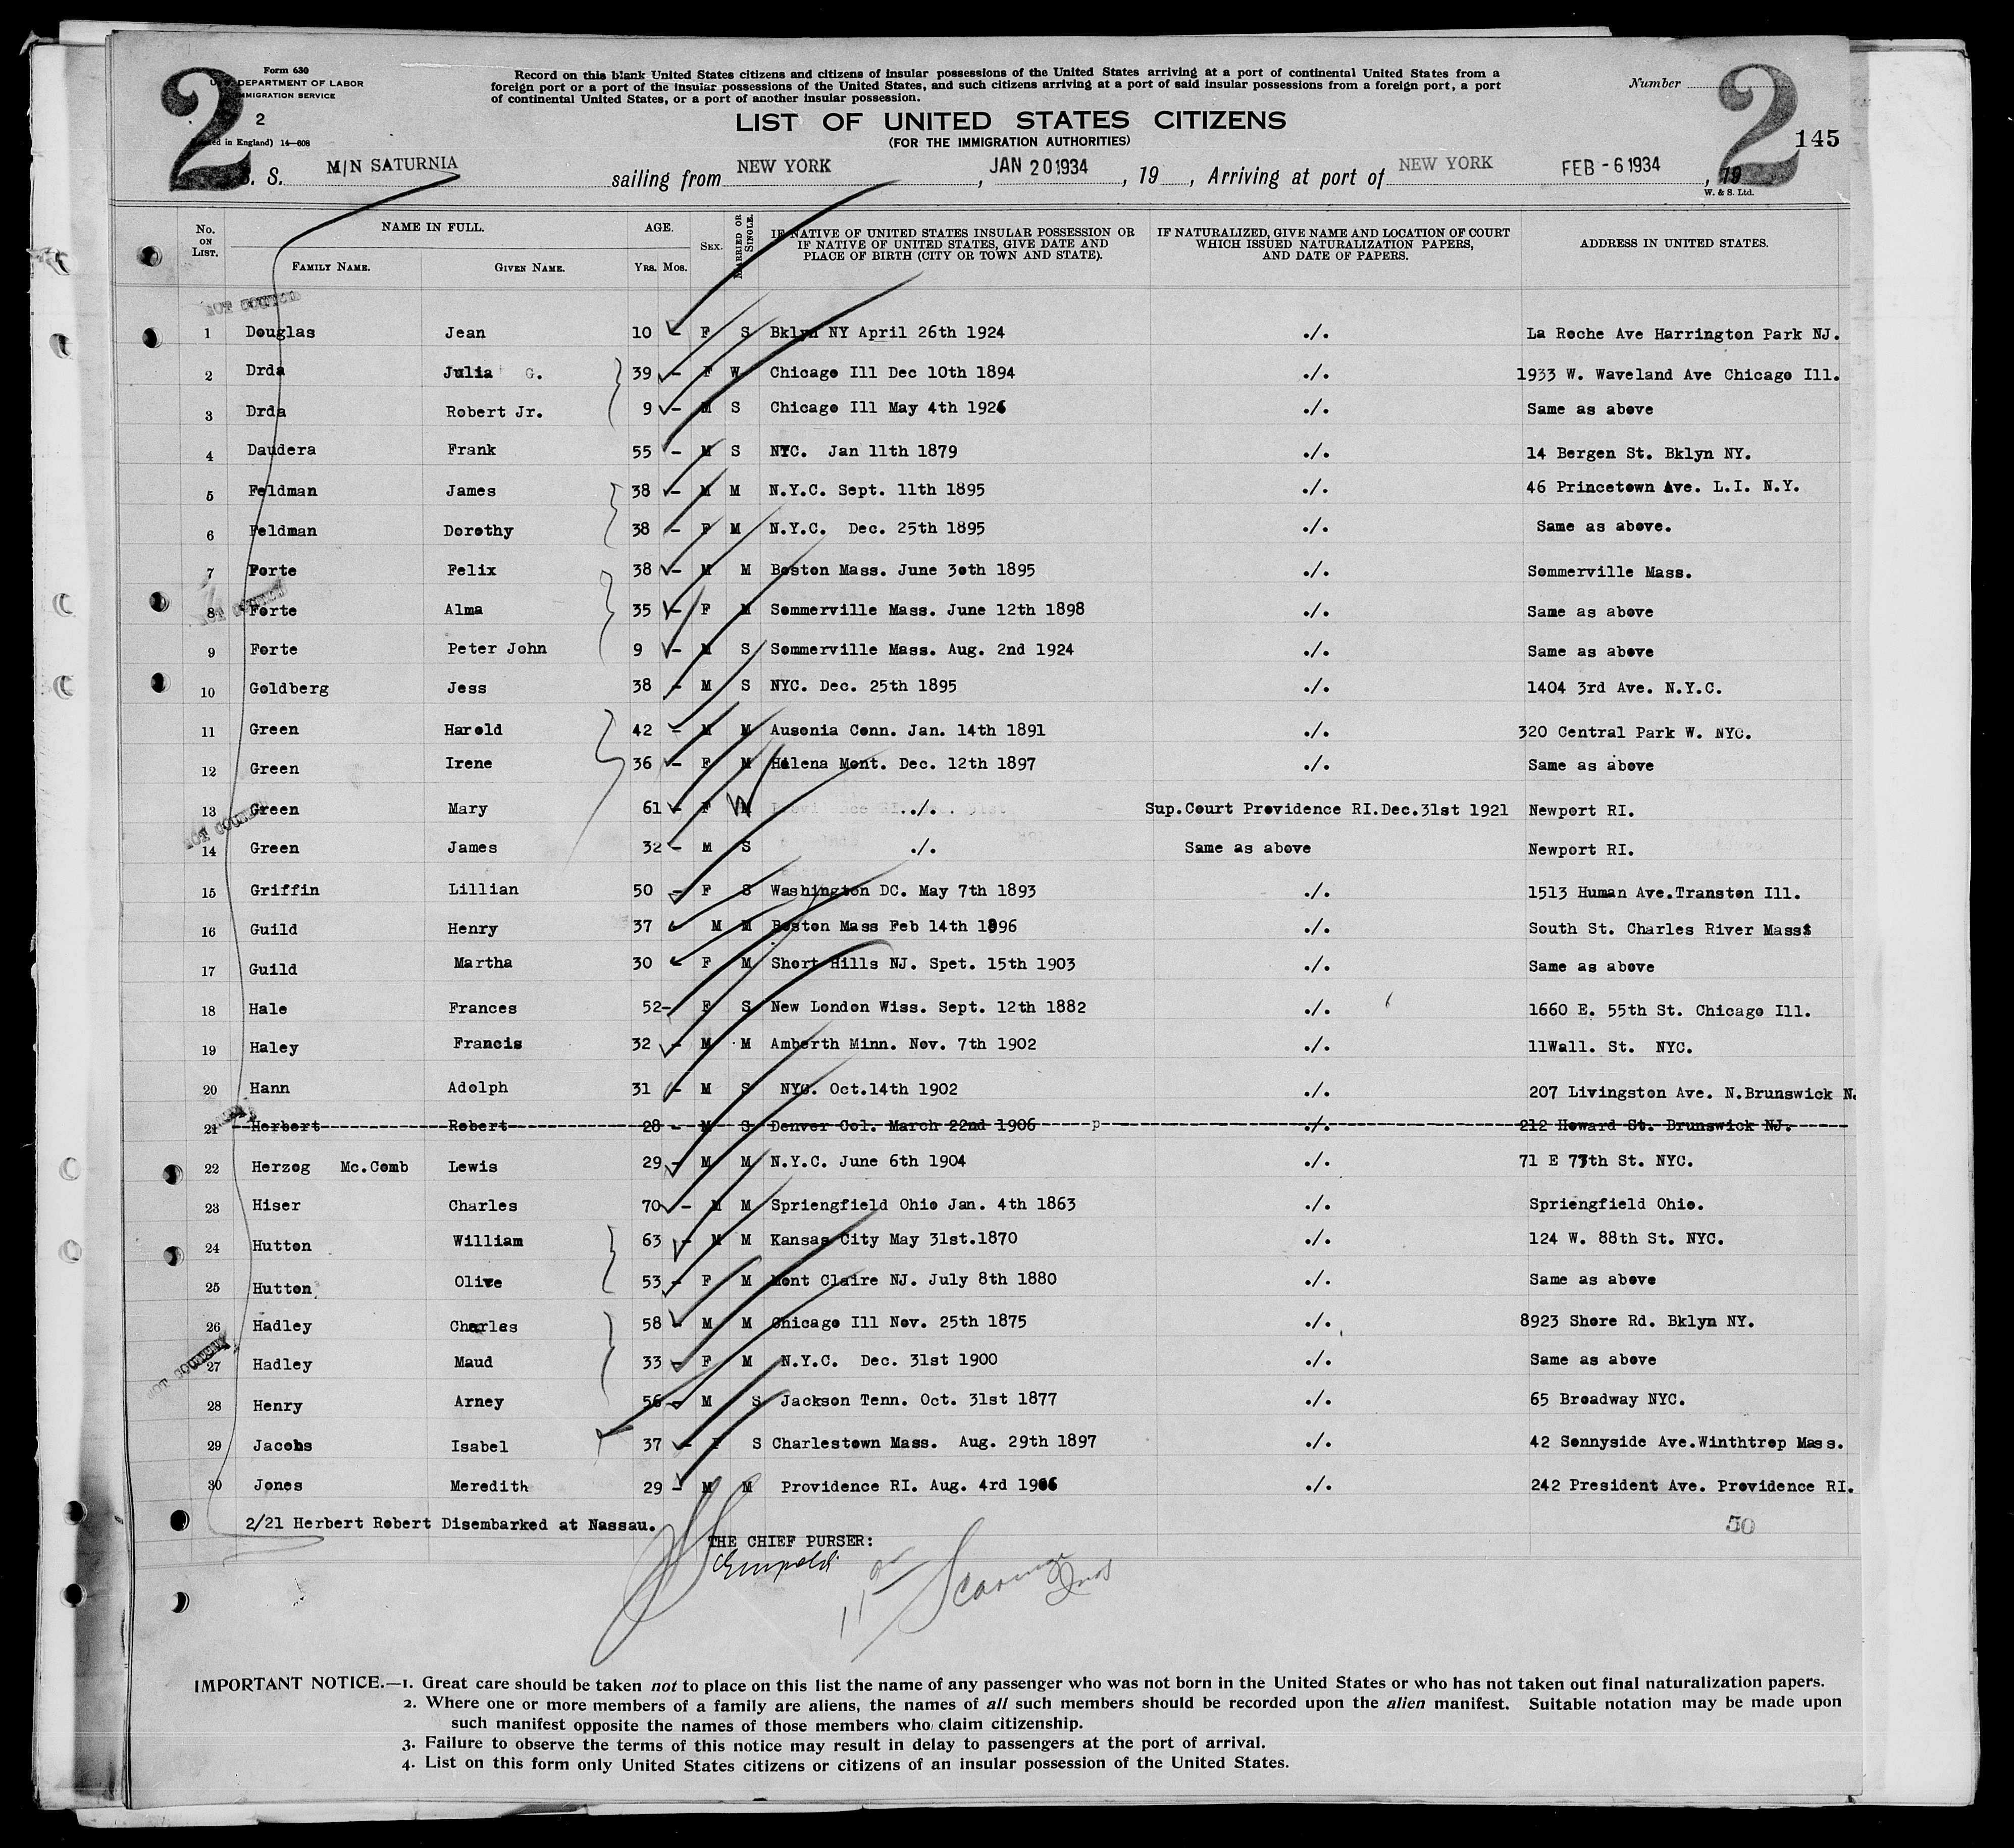 2
Form 630
U. S. DEPARTMENT OF LABOR
IMMIGRATION SERVICE
2
(Printed in England) 14—608
Record on this blank United States citizens and citizens of insular possessions of the United States arriving at a port of continental United States from a
foreign port or a port of the insular possessions of the United States, and such citizens arriving at a port of said insular possessions from a foreign port, a port
of continental United States, or a port of another insular possession.
Number
2
145
LIST OF UNITED STATES CITIZENS
(FOR THE IMMIGRATION AUTHORITIES)
S. S. M/N SATURNIA sailing from NEW YORK, JAN 20 1934, 19 , Arriving at port of NEW YORK FEB -6 1934, 19
W. & S. Ltd.
No. ON LIST. NAME IN FULL. FAMILY NAME. GIVEN NAME. AGE. YRS. MOS. SEX. MARRIED OR SINGLE. IF NATIVE OF UNITED STATES INSULAR POSSESSION OR IF NATIVE OF UNITED STATES, GIVE DATE AND PLACE OF BIRTH (CITY OR TOWN AND STATE). IF NATURALIZED, GIVE NAME AND LOCATION OF COURT WHICH ISSUED NATURALIZATION PAPERS, AND DATE OF PAPERS. ADDRESS IN UNITED STATES.
1 Douglas Jean 10 - F S Bklyn NY April 26th 1924 ./. La Roche Ave Harrington Park NJ.
2 Drda Julia G. 39 - F W Chicago Ill Dec 10th 1894 ./. 1933 W. Waveland Ave Chicago Ill.
3 Drda Robert Jr. 9 - M S Chicago Ill May 4th 1926 ./. Same as above
4 Daudera Frank 55 - M S NYC. Jan 11th 1879 ./. 14 Bergen St. Bklyn NY.
5 Feldman James 38 - M M N.Y.C. Sept. 11th 1895 ./. 46 Princetown Ave. L.I. N.Y.
6 Feldman Dorothy 38 - F M N.Y.C. Dec. 25th 1895 ./. Same as above.
7 Forte Felix 38 - M M Boston Mass. June 30th 1895 ./. Sommerville Mass.
8 Forte Alma 35 - F M Sommerville Mass. June 12th 1898 ./. Same as above
9 Forte Peter John 9 - M S Sommerville Mass. Aug. 2nd 1924 ./. Same as above
10 Goldberg Jess 38 - M S NYC. Dec. 25th 1895 ./. 1404 3rd Ave. N.Y.C.
11 Green Harold 42 - M M Ausonia Conn. Jan. 14th 1891 ./. 320 Central Park W. NYC.
12 Green Irene 36 - F M Helena Mont. Dec. 12th 1897 ./. Same as above
13 Green Mary 61 - F W ./. Sup.Court Providence RI.Dec.31st 1921 Newport RI.
14 Green James 32 - M S ./. Same as above Newport RI.
15 Griffin Lillian 50 - F S Washington DC. May 7th 1893 ./. 1513 Human Ave.Transton Ill.
16 Guild Henry 37 - M M Boston Mass Feb 14th 1896 ./. South St. Charles River Mass
17 Guild Martha 30 - F M Short Hills NJ. Spet. 15th 1903 ./. Same as above
18 Hale Frances 52- F S New London Wiss. Sept. 12th 1882 ./. 1660 E. 55th St. Chicago Ill.
19 Haley Francis 32 - M M Amberth Minn. Nov. 7th 1902 ./. 11Wall. St. NYC.
20 Hann Adolph 31 - M S NYC. Oct.14th 1902 ./. 207 Livingston Ave. N.Brunswick N.
21 Herbert Robert 28 - M S Denver Col. March 22nd 1906 p ./. 212 Howard St. Brunswick NJ.
22 Herzog Mc.Comb Lewis 29 - M M N.Y.C. June 6th 1904 ./. 71 E 77th St. NYC.
23 Hiser Charles 70 - M M Spriengfield Ohio Jan. 4th 1863 ./. Spriengfield Ohio.
24 Hutton William 63 - M M Kansas City May 31st.1870 ./. 124 W. 88th St. NYC.
25 Hutton Olive 53 - F M Mont Claire NJ. July 8th 1880 ./. Same as above
26 Hadley Charles 58 - M M Chicago Ill Nov. 25th 1875 ./. 8923 Shore Rd. Bklyn NY.
27 Hadley Maud 33 - F M N.Y.C. Dec. 31st 1900 ./. Same as above
28 Henry Arney 56 - M S Jackson Tenn. Oct. 31st 1877 ./. 65 Broadway NYC.
29 Jacobs Isabel 37 - F S Charlestown Mass. Aug. 29th 1897 ./. 42 Sonnyside Ave.Winthtrop Mass.
30 Jones Meredith 29 - M M Providence RI. Aug. 4rd 1906 ./. 242 President Ave. Providence RI.
2/21 Herbert Robert Disembarked at Nassau.
50
THE CHIEF PURSER:
IMPORTANT NOTICE.—1. Great care should be taken not to place on this list the name of any passenger who was not born in the United States or who has not taken out final naturalization papers.
2. Where one or more members of a family are aliens, the names of all such members should be recorded upon the alien manifest. Suitable notation may be made upon
such manifest opposite the names of those members who claim citizenship.
3. Failure to observe the terms of this notice may result in delay to passengers at the port of arrival.
4. List on this form only United States citizens or citizens of an insular possession of the United States.